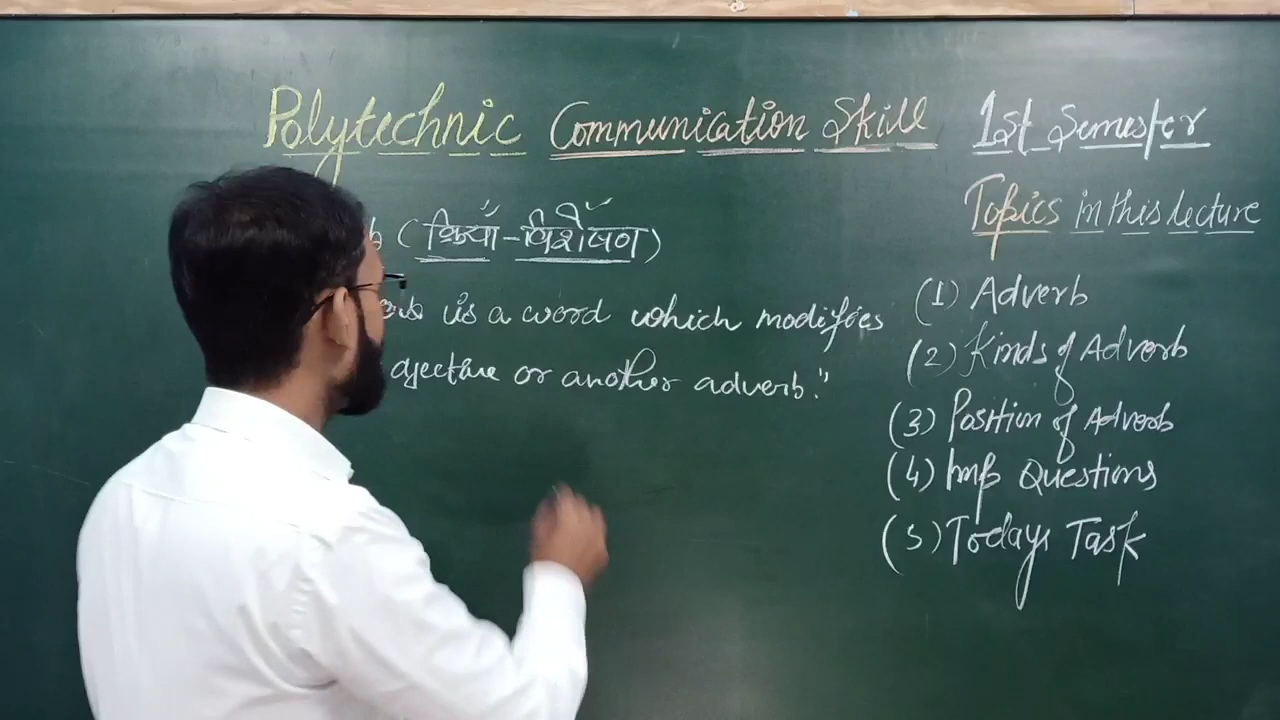 Polytechnic Communication Skill 1st Semester
Topics in this lecture
(क्रिया-विशेषण)
is a word which modifies
or another adverb."
(1) Adverb
(2) Kinds of Adverb
(3) Position of Adverb
(4) Imp Questions
(5) Todays Task